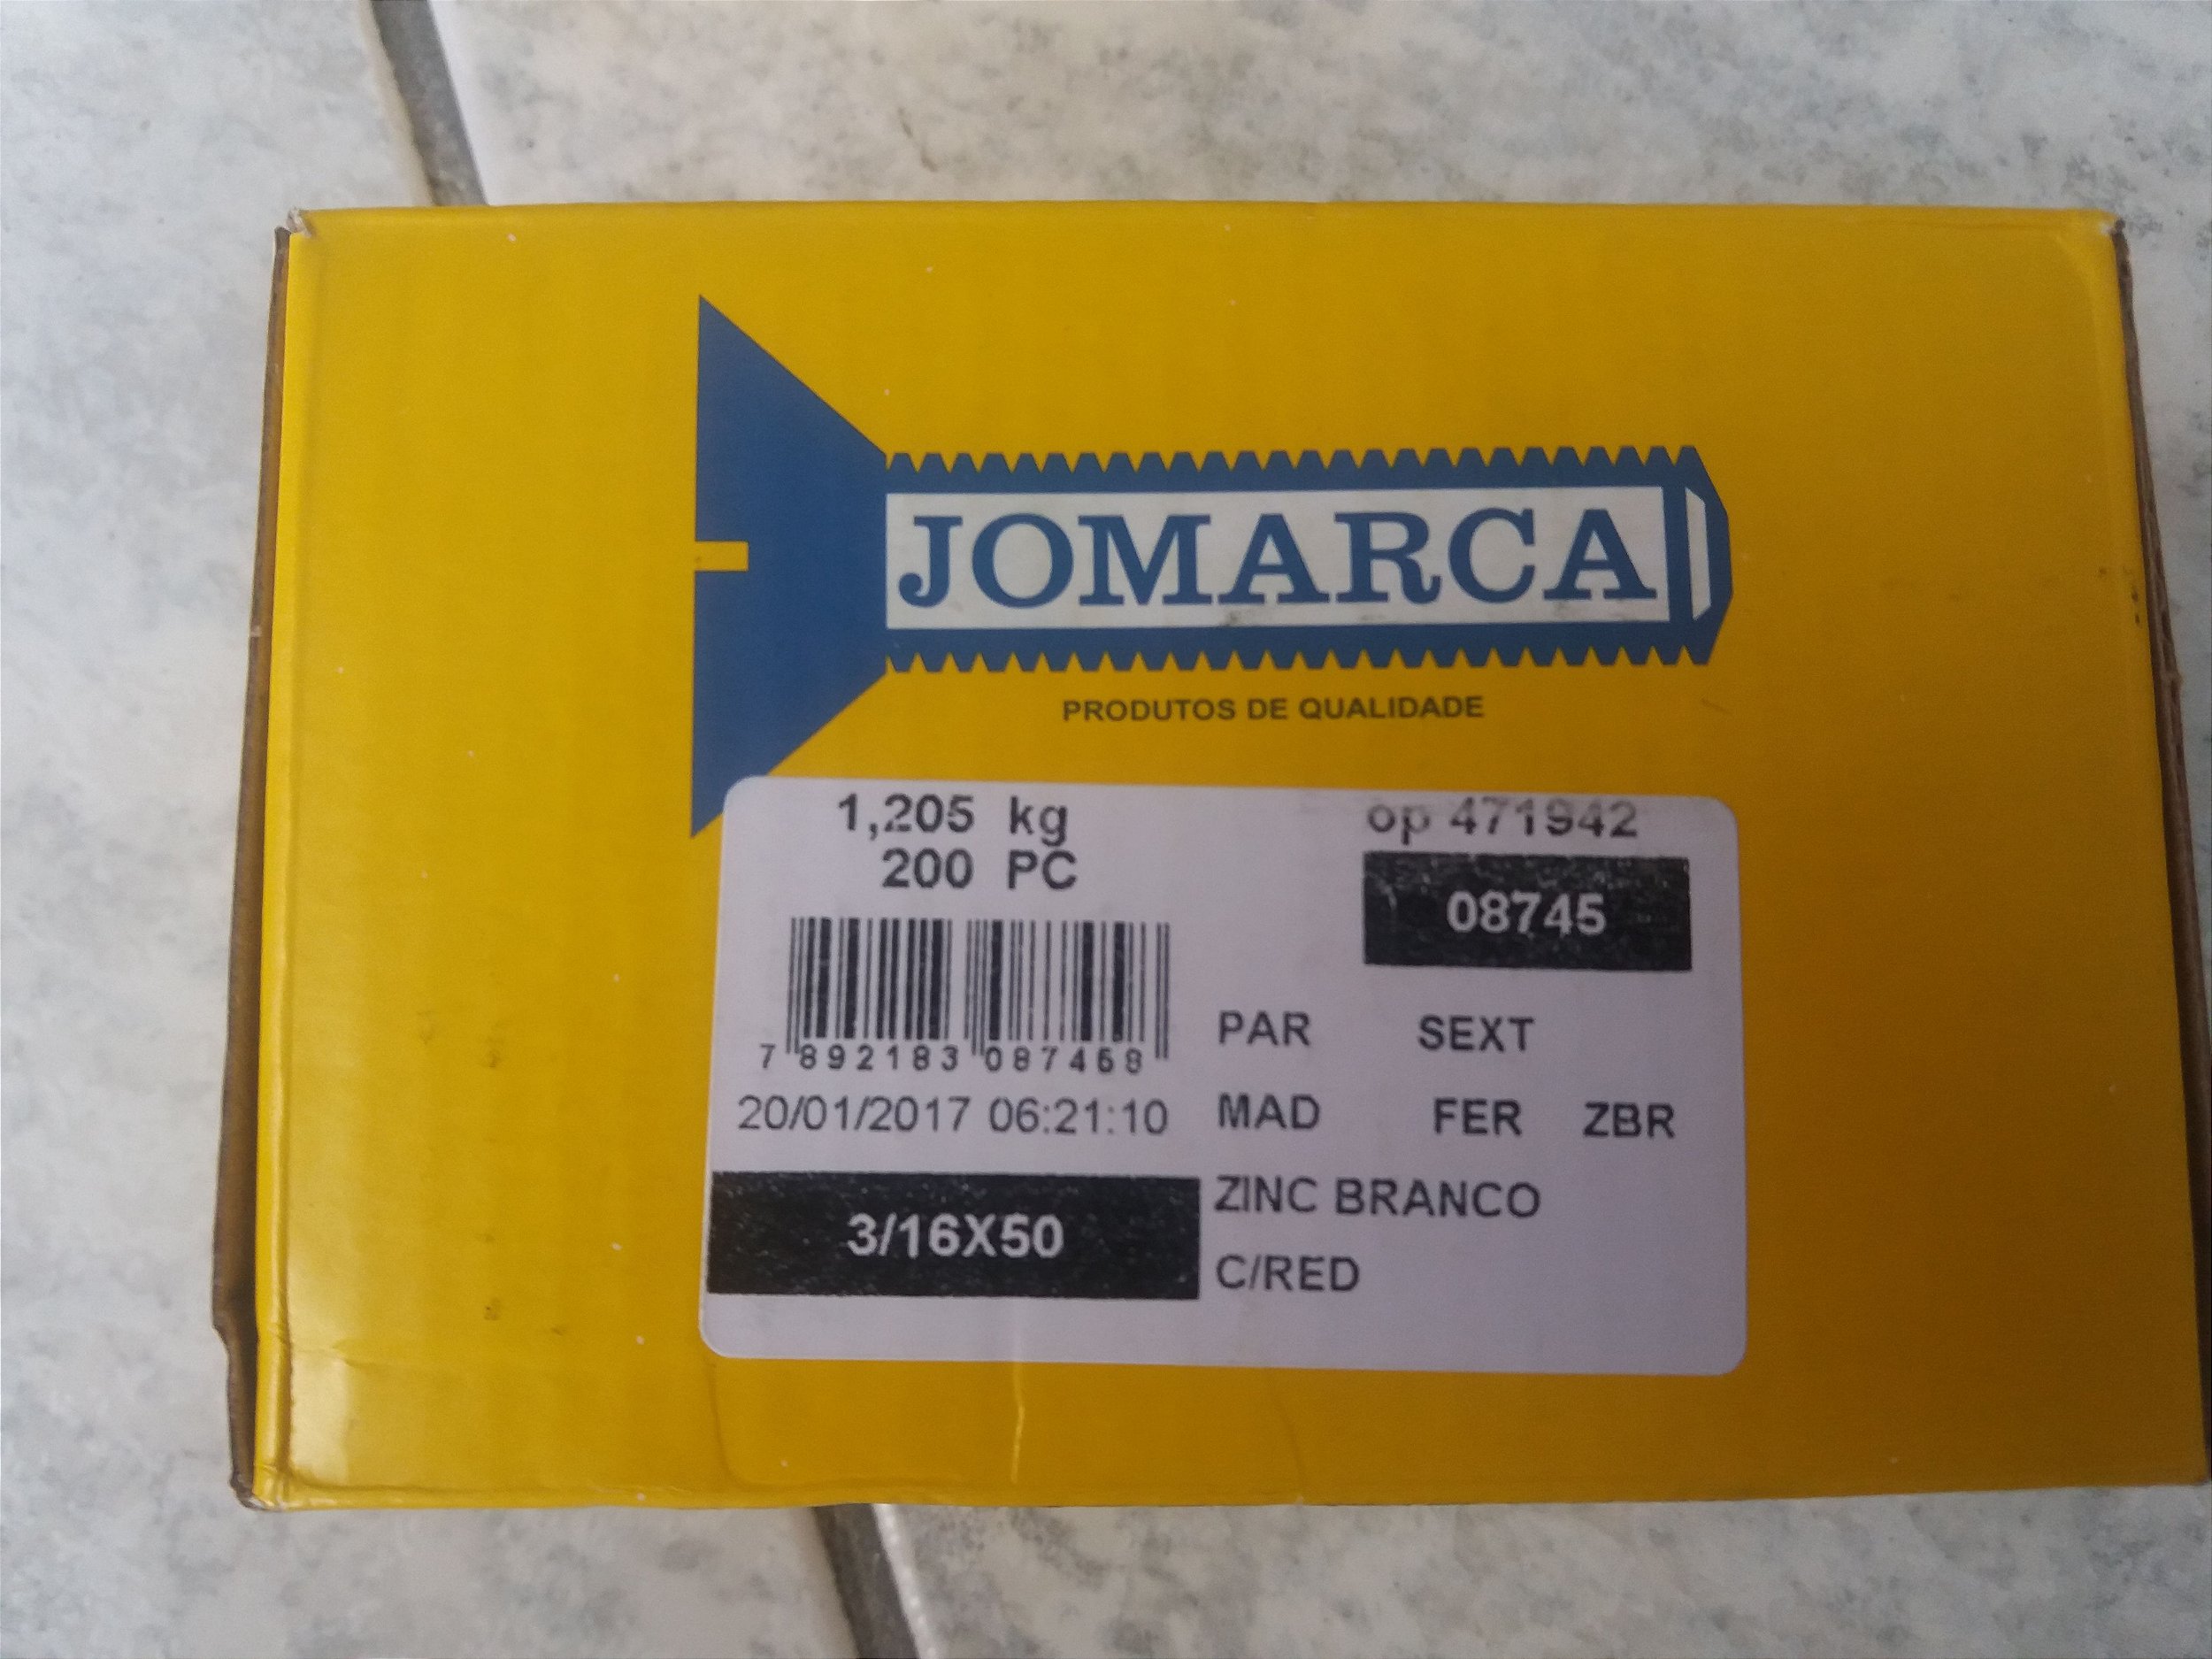 JOMARCA
PRODUTOS DE QUALIDADE
1,205 kg
op 471942
200 PC
08745
7 892183 087458
PAR SEXT
20/01/2017 06:21:10
MAD FER ZBR
3/16X50
ZINC BRANCO
C/RED